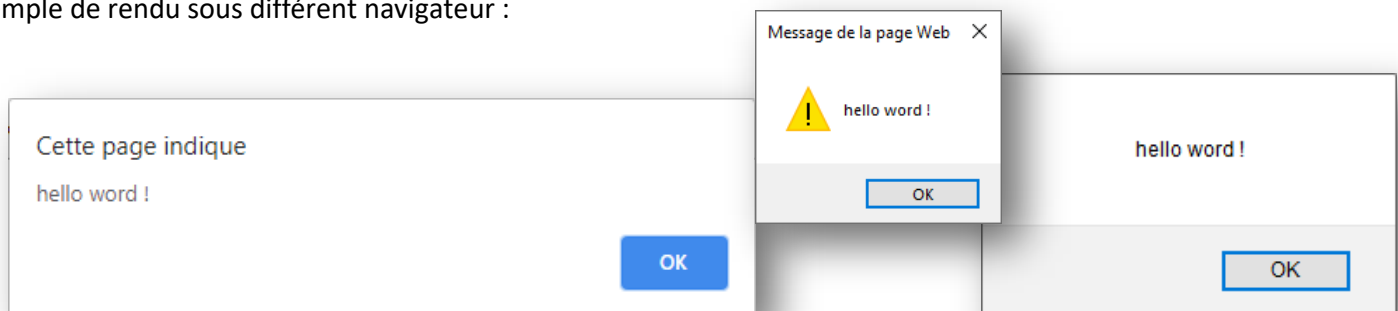 mple de rendu sous différent navigateur :
Cette page indique
hello word !
OK
Message de la page Web
hello word !
OK
hello word !
OK